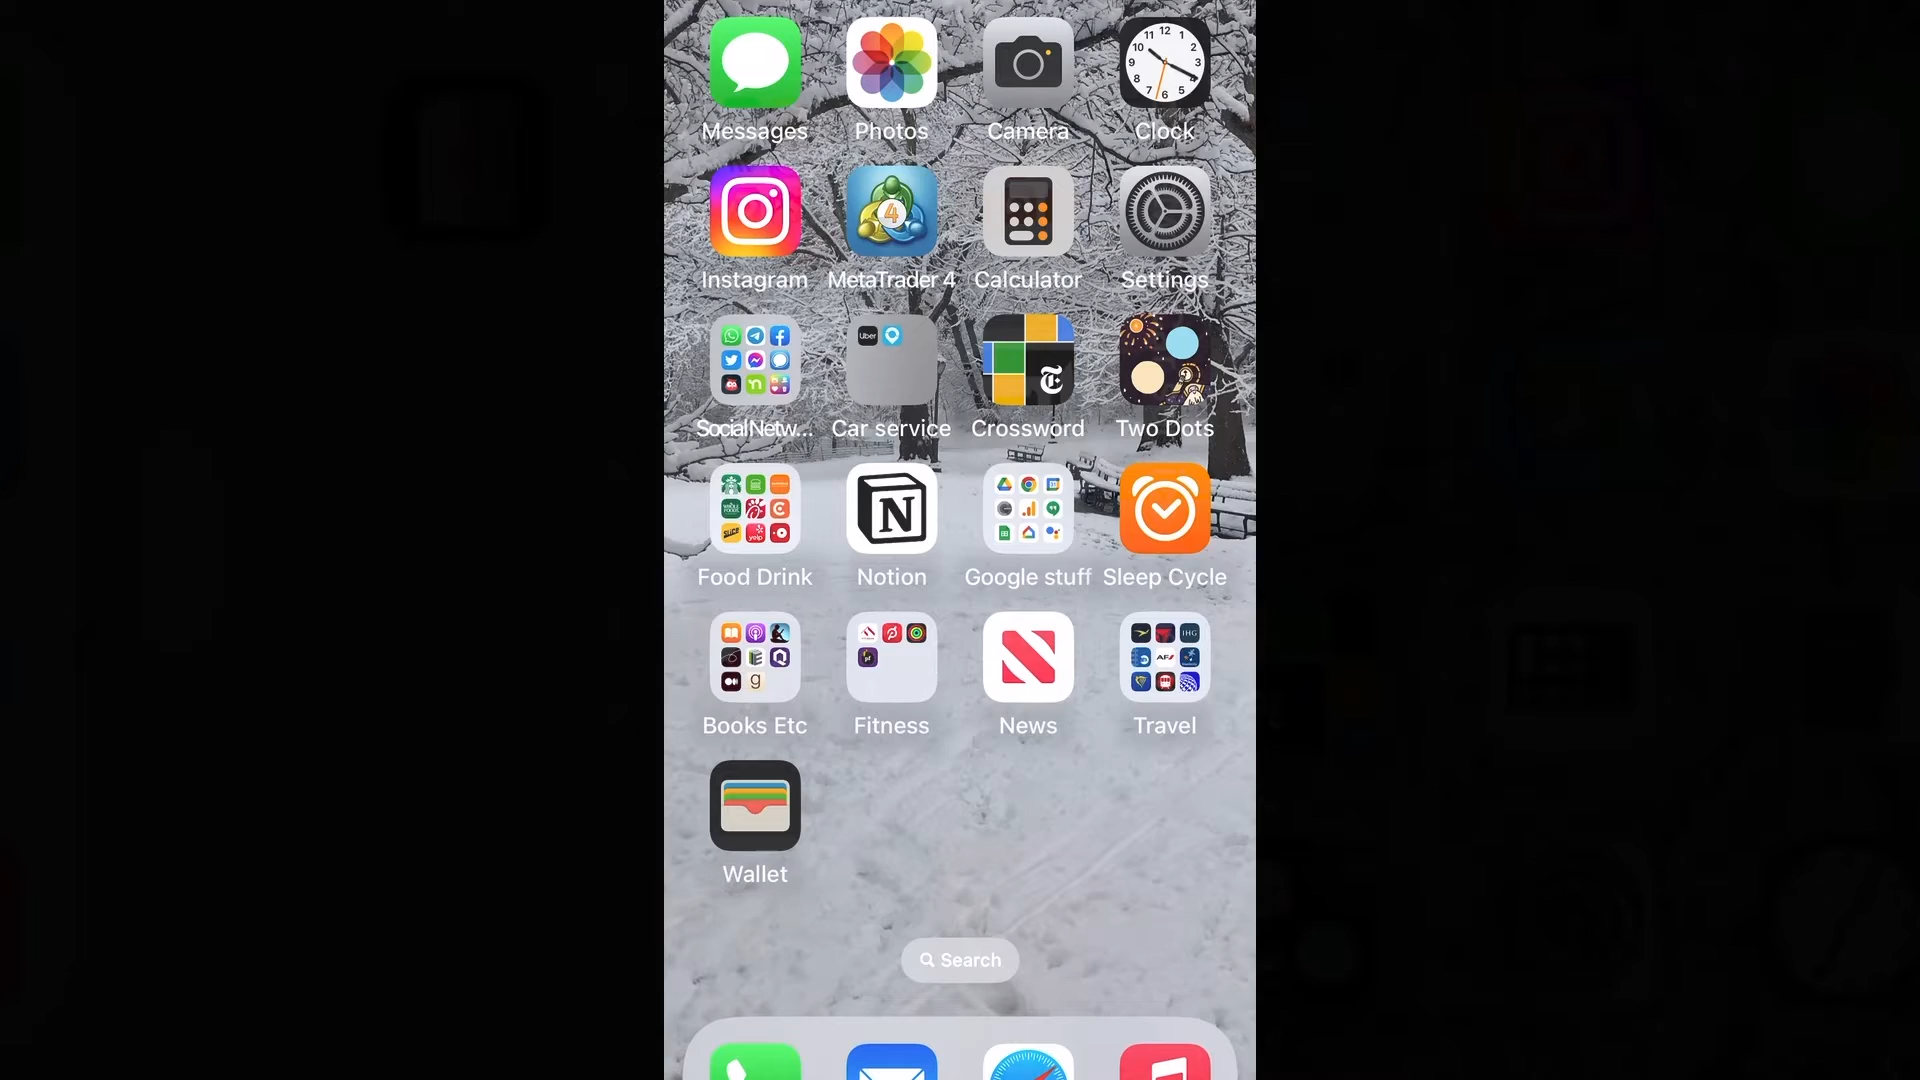 Messages Photos Camera Clock
Instagram MetaTrader 4 Calculator Settings
SocialNetw... Car service Crossword Two Dots
Food Drink Notion Google stuff Sleep Cycle
Books Etc Fitness News Travel
Wallet
Search